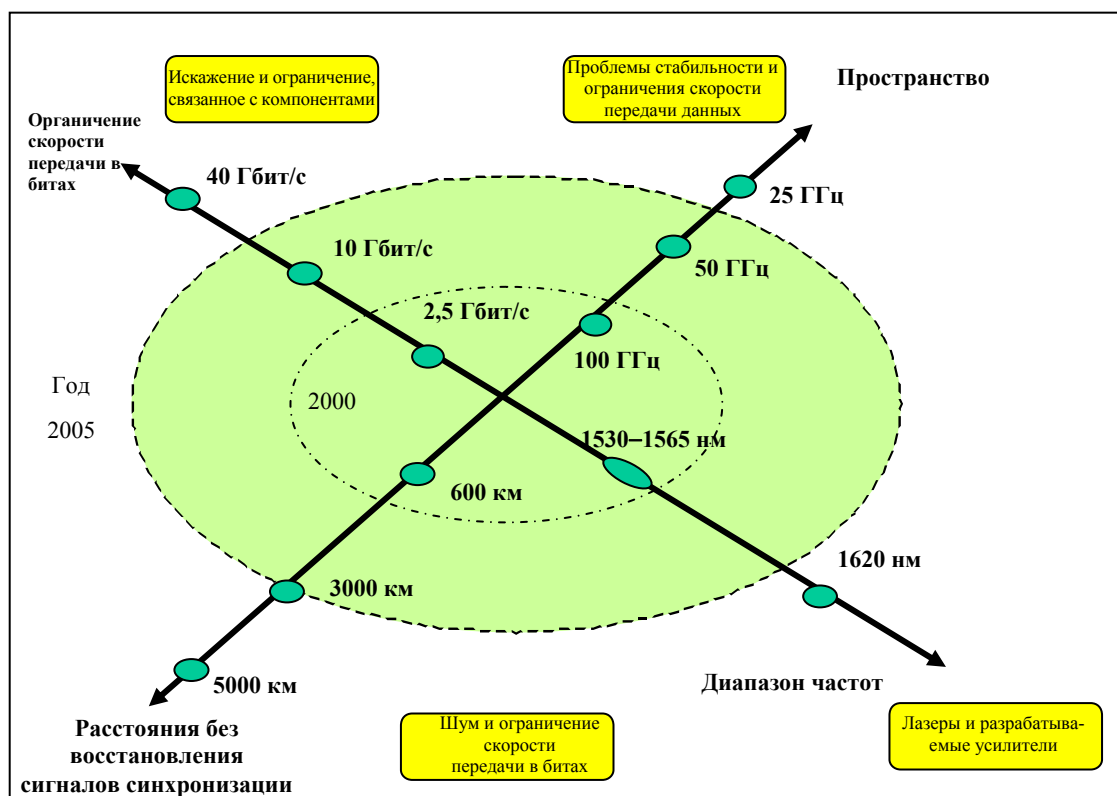 Искажение и ограничение,
связанное с компонентами
Проблемы стабильности и
ограничения скорости
передачи данных
Пространство
Органичение
скорости
передачи в
битах
40 Гбит/с
25 ГГц
10 Гбит/с
50 ГГц
2,5 Гбит/с
100 ГГц
Год
2005
2000
1530–1565 нм
600 км
3000 км
1620 нм
5000 км
Диапазон частот
Расстояния без
восстановления
сигналов синхронизации
Шум и ограничение
скорости
передачи в битах
Лазеры и разрабатыва-
емые усилители